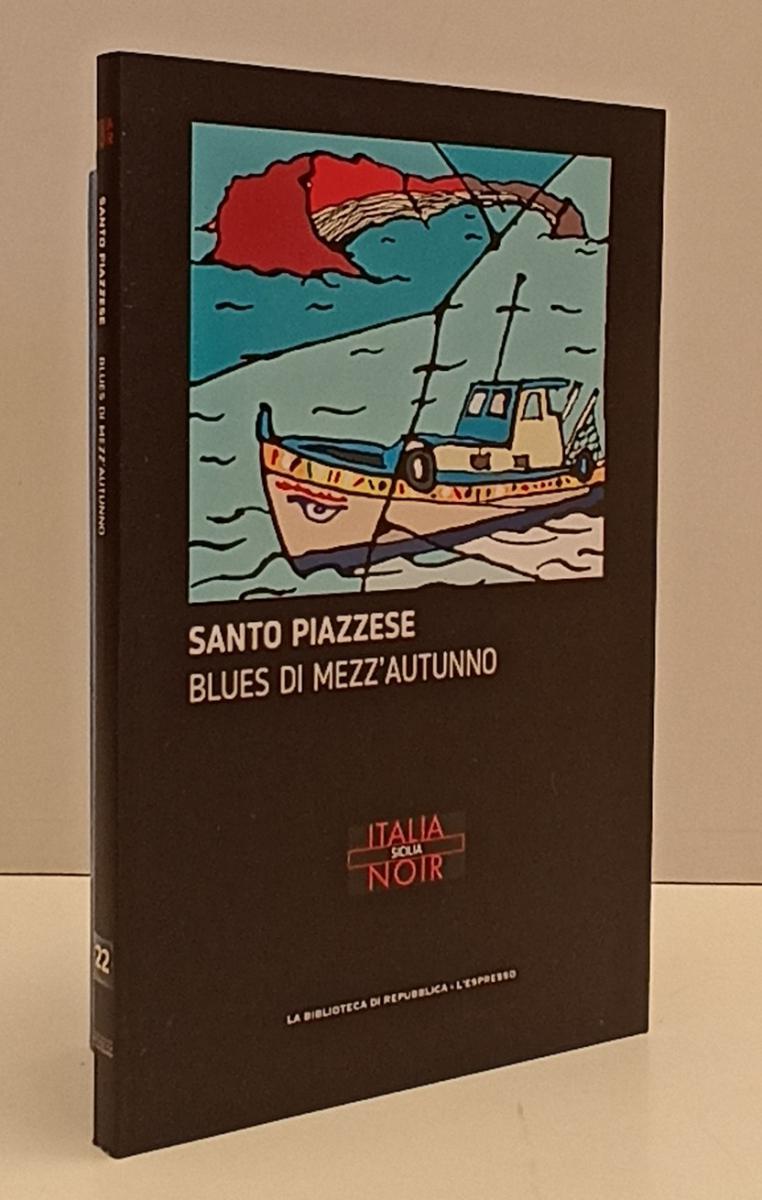 SANTO PIAZZESE
BLUES DI MEZZ'AUTUNNO
ITALIA
SICILIA
NOIR
LA BIBLIOTECA DI REPUBBLICA - L'ESPRESSO
SANTO PIAZZESE BLUES DI MEZZ'AUTUNNO
22